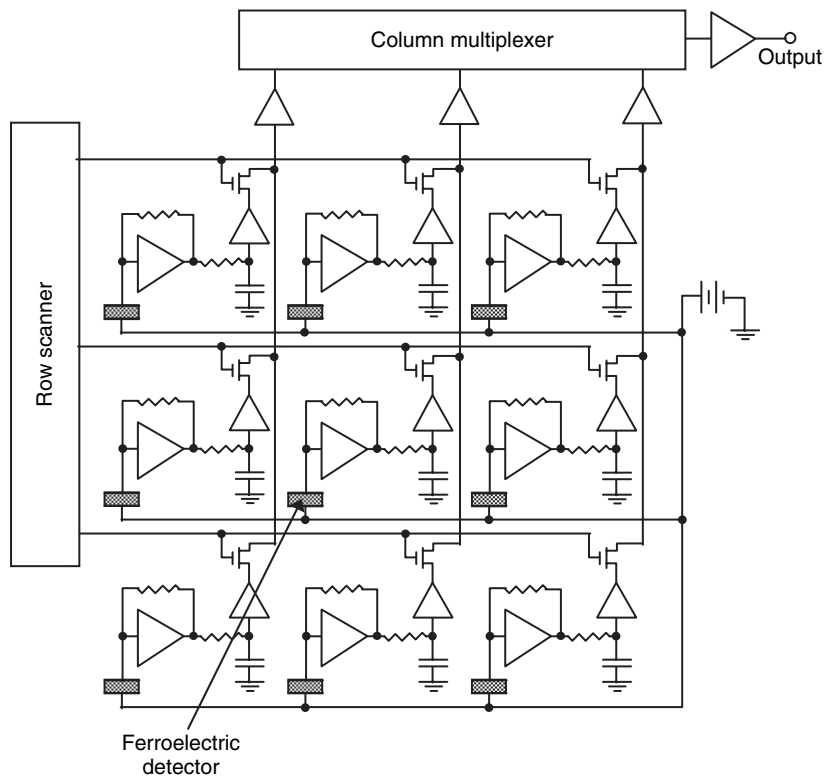 Column multiplexer
Output
Row scanner
Ferroelectric
detector